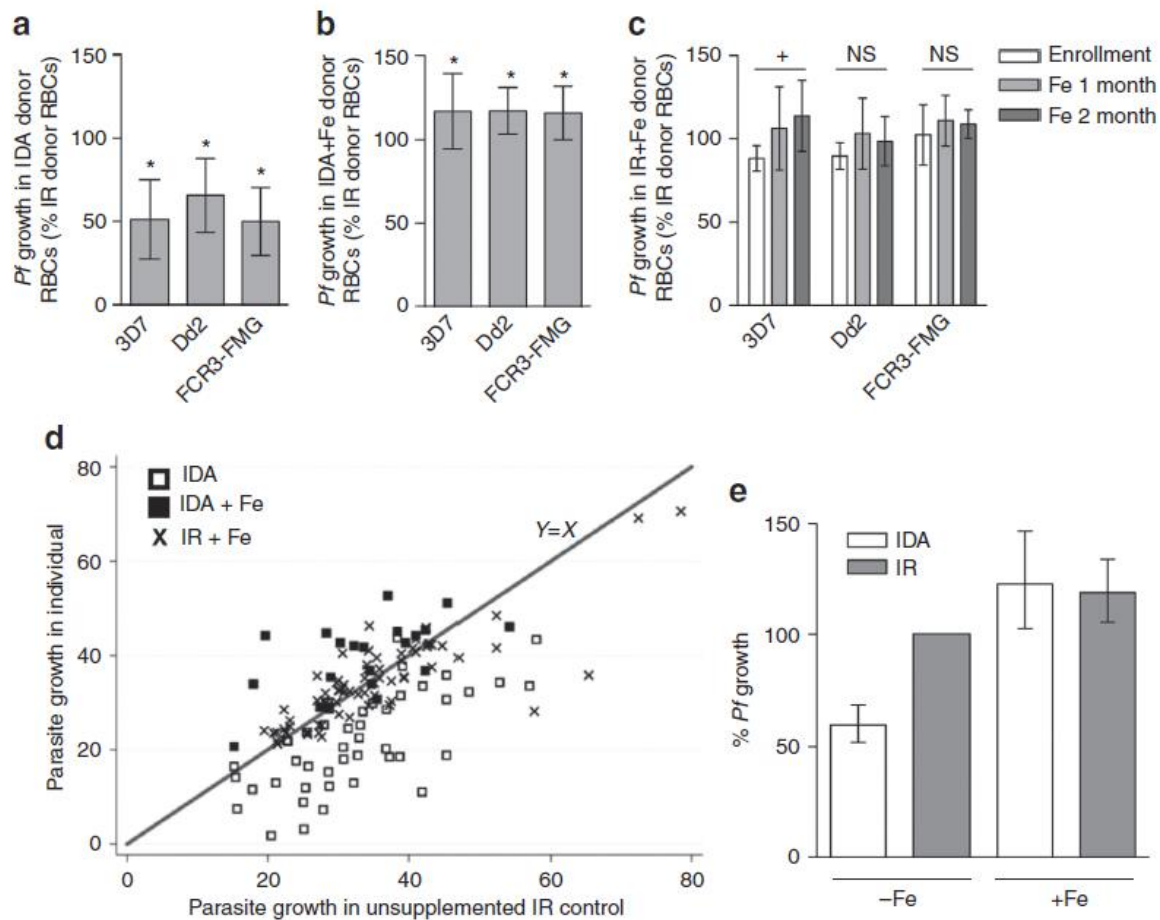 a
Pf growth in IDA donor
RBCs (% IR donor RBCs)
150
100
50
0
* * *
3D7
Dd2
FCR3-FMG
b
Pf growth in IDA+Fe donor
RBCs (% IR donor RBCs)
150
100
50
0
* * *
3D7
Dd2
FCR3-FMG
c
Pf growth in IR+Fe donor
RBCs (% IR donor RBCs)
150
100
50
0
+ NS NS
3D7
Dd2
FCR3-FMG
Enrollment
Fe 1 month
Fe 2 month
d
Parasite growth in individual
80
60
40
20
0
IDA
IDA + Fe
IR + Fe
Y=X
0 20 40 60 80
Parasite growth in unsupplemented IR control
e
% Pf growth
150
100
50
0
IDA
IR
–Fe +Fe